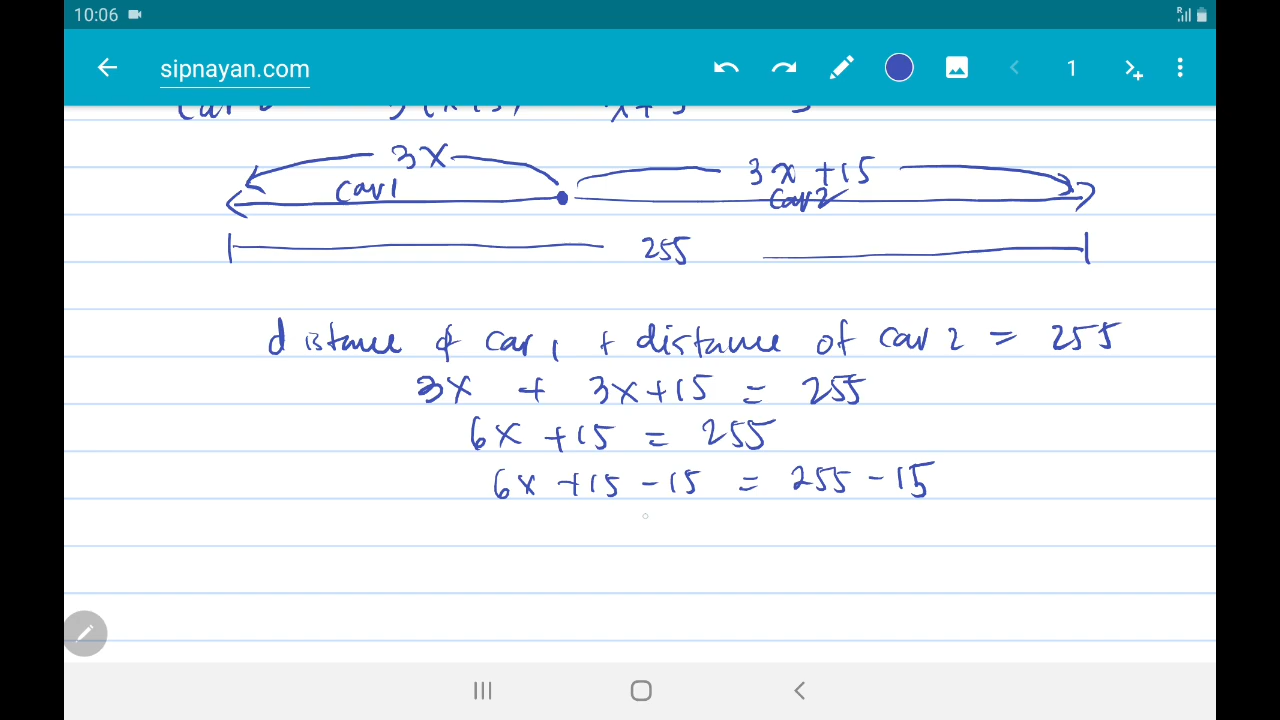 10:06
sipnayan.com
1
3x
3x +15
car 1
car 2
255
distance of car 1 + distance of car 2 = 255
3x + 3x+15 = 255
6x +15 = 255
6x +15 -15 = 255 -15